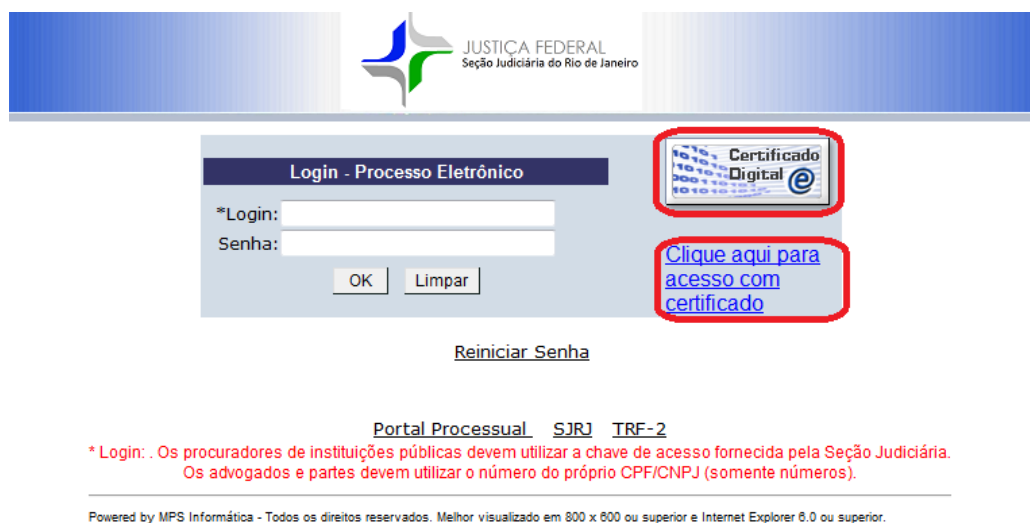 JUSTIÇA FEDERAL
Seção Judiciária do Rio de Janeiro
Certificado
Digital e
Login - Processo Eletrônico
*Login:
Senha:
OK Limpar
Clique aqui para
acesso com
certificado
Reiniciar Senha
Portal Processual SJRJ TRF-2
* Login: . Os procuradores de instituições públicas devem utilizar a chave de acesso fornecida pela Seção Judiciária.
Os advogados e partes devem utilizar o número do próprio CPF/CNPJ (somente números).
Powered by MPS Informática - Todos os direitos reservados. Melhor visualizado em 800 x 600 ou superior e Internet Explorer 6.0 ou superior.